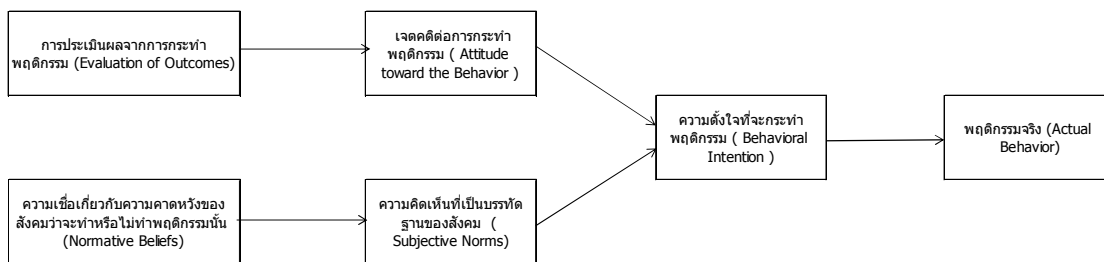 การประเมินผลจากการกระทำ
พฤติกรรม (Evaluation of Outcomes)
เจตคติต่อการกระทำ
พฤติกรรม ( Attitude
toward the Behavior )
ความตั้งใจที่จะกระทำ
พฤติกรรม ( Behavioral
Intention )
พฤติกรรมจริง (Actual
Behavior)
ความเชื่อเกี่ยวกับความคาดหวังของ
สังคมว่าจะทำหรือไม่ทำพฤติกรรมนั้น
(Normative Beliefs)
ความคิดเห็นที่เป็นบรรทัด
ฐานของสังคม (
Subjective Norms)